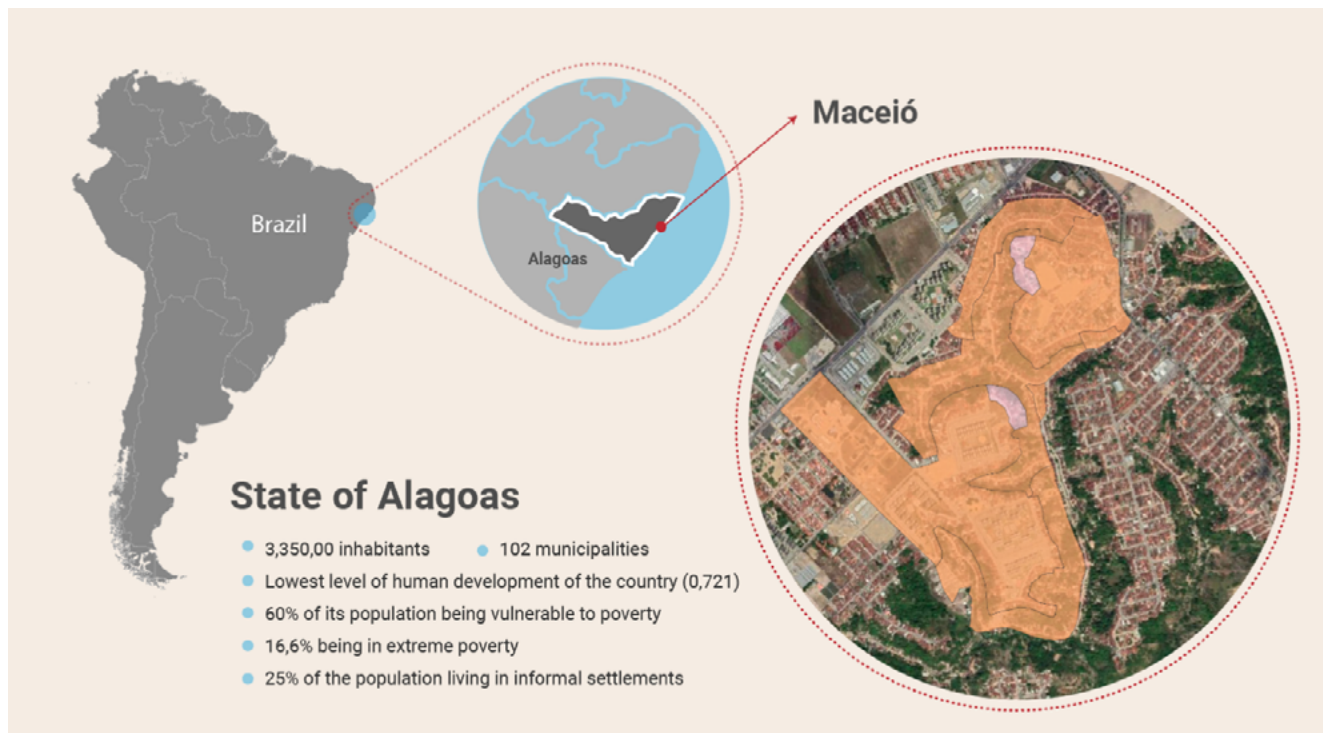 Maceió
Brazil
Alagoas
State of Alagoas
3,350,00 inhabitants
102 municipalities
Lowest level of human development of the country (0,721)
60% of its population being vulnerable to poverty
16,6% being in extreme poverty
25% of the population living in informal settlements